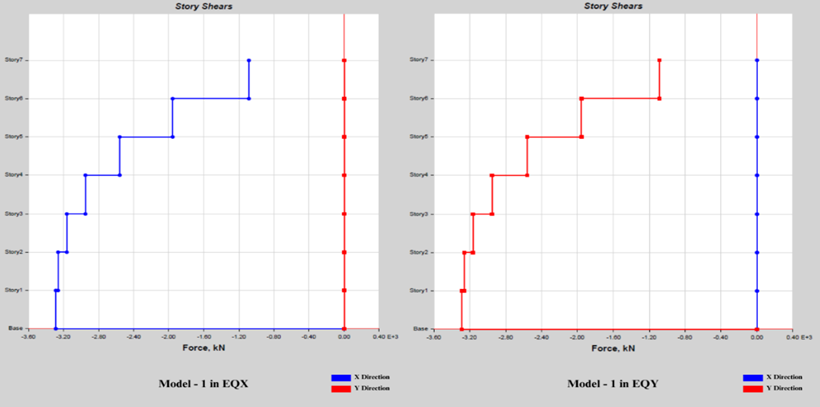 Story Shears
Story7
Story6
Story5
Story4
Story3
Story2
Story1
Base
-3.60 -3.20 -2.80 -2.40 -2.00 -1.60 -1.20 -0.80 -0.40 0.00 0.40 E+3
Force, kN
Model - 1 in EQX
X Direction
Y Direction
Story Shears
Story7
Story6
Story5
Story4
Story3
Story2
Story1
Base
-3.60 -3.20 -2.80 -2.40 -2.00 -1.60 -1.20 -0.80 -0.40 0.00 0.40 E+3
Force, kN
Model - 1 in EQY
X Direction
Y Direction